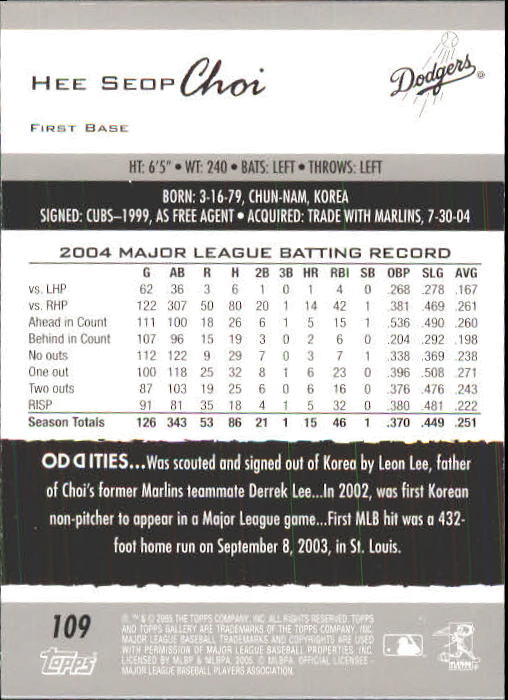 HEE SEOP Choi
Dodgers
FIRST BASE
HT: 6'5" • WT: 240 • BATS: LEFT • THROWS: LEFT
BORN: 3-16-79, CHUN-NAM, KOREA
SIGNED: CUBS–1999, AS FREE AGENT • ACQUIRED: TRADE WITH MARLINS, 7-30-04
2004 MAJOR LEAGUE BATTING RECORD
G AB R H 2B 3B HR RBI SB OBP SLG AVG
vs. LHP 62 36 3 6 1 0 1 4 0 .268 .278 .167
vs. RHP 122 307 50 80 20 1 14 42 1 .381 .469 .261
Ahead in Count 111 100 18 26 6 1 5 15 1 .536 .490 .260
Behind in Count 107 96 15 19 3 0 2 6 0 .204 .292 .198
No outs 112 122 9 29 7 0 3 7 1 .338 .369 .238
One out 100 118 25 32 8 1 6 23 0 .396 .508 .271
Two outs 87 103 19 25 6 0 6 16 0 .376 .476 .243
RISP 91 81 35 18 4 1 5 32 0 .380 .481 .222
Season Totals 126 343 53 86 21 1 15 46 1 .370 .449 .251
ODDITIES...Was scouted and signed out of Korea by Leon Lee, father
of Choi's former Marlins teammate Derrek Lee...In 2002, was first Korean
non-pitcher to appear in a Major League game...First MLB hit was a 432-
foot home run on September 8, 2003, in St. Louis.
109
Topps
® ™ & © 2005 THE TOPPS COMPANY, INC. ALL RIGHTS RESERVED. TOPPS
AND TOPPS GALLERY ARE TRADEMARKS OF THE TOPPS COMPANY, INC.
MAJOR LEAGUE BASEBALL TRADEMARKS AND COPYRIGHTS ARE USED
WITH PERMISSION OF MAJOR LEAGUE BASEBALL PROPERTIES, INC.
LICENSED BY MLBP & MLBPA, 2005. © MLBPA. OFFICIAL LICENSEE -
MAJOR LEAGUE BASEBALL PLAYERS ASSOCIATION.